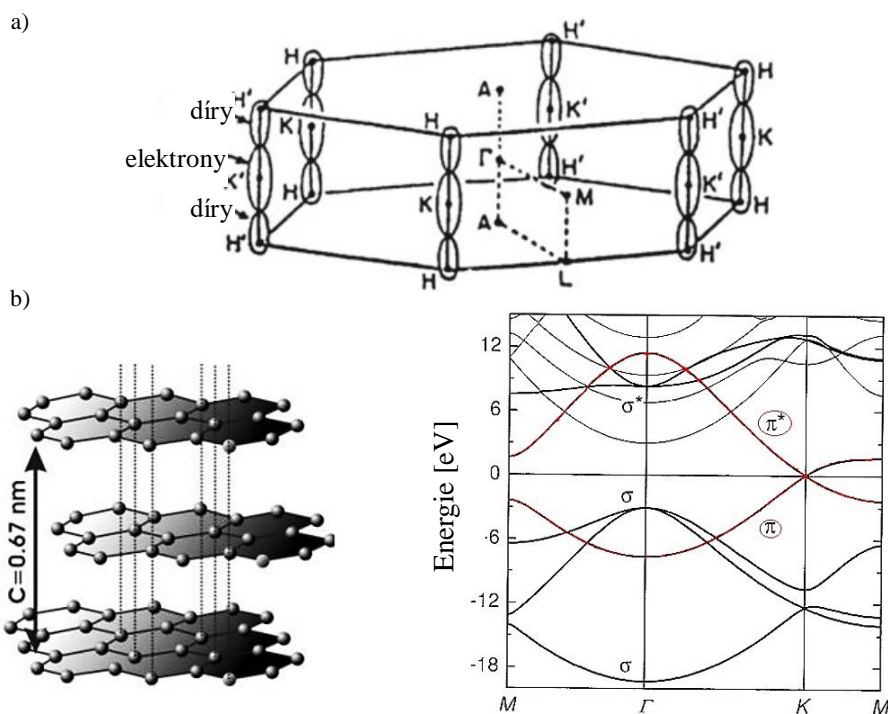 a)
H'
H
H
H'
A
K'
díry
K
H
H'
K
elektrony
Γ
H'
K'
H
K
M
K'
díry
A
H
H'
H
L
H'
b)
C=0.67 nm
Energie [eV]
12
6
0
-6
-12
-18
σ*
π*
σ
π
σ
M
Γ
K
M